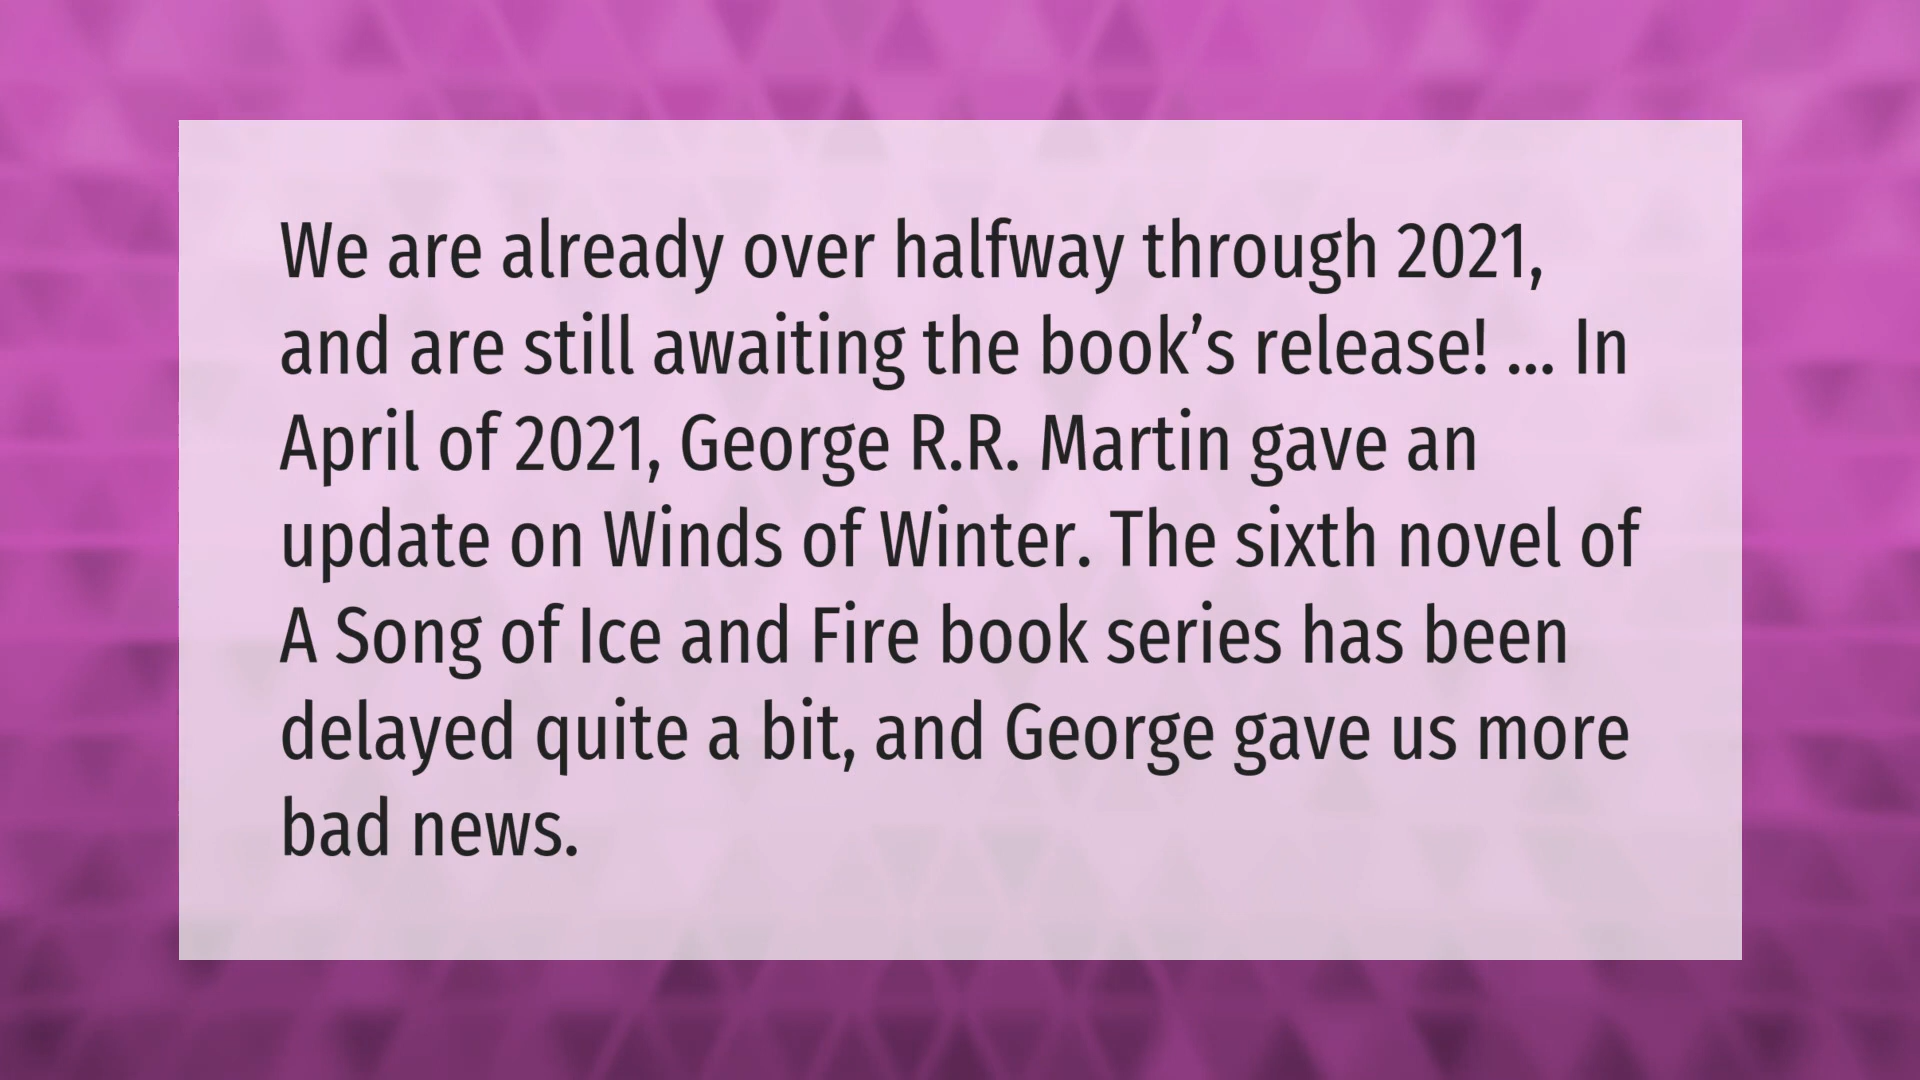 We are already over halfway through 2021,
and are still awaiting the book’s release! ... In
April of 2021, George R.R. Martin gave an
update on Winds of Winter. The sixth novel of
A Song of Ice and Fire book series has been
delayed quite a bit, and George gave us more
bad news.